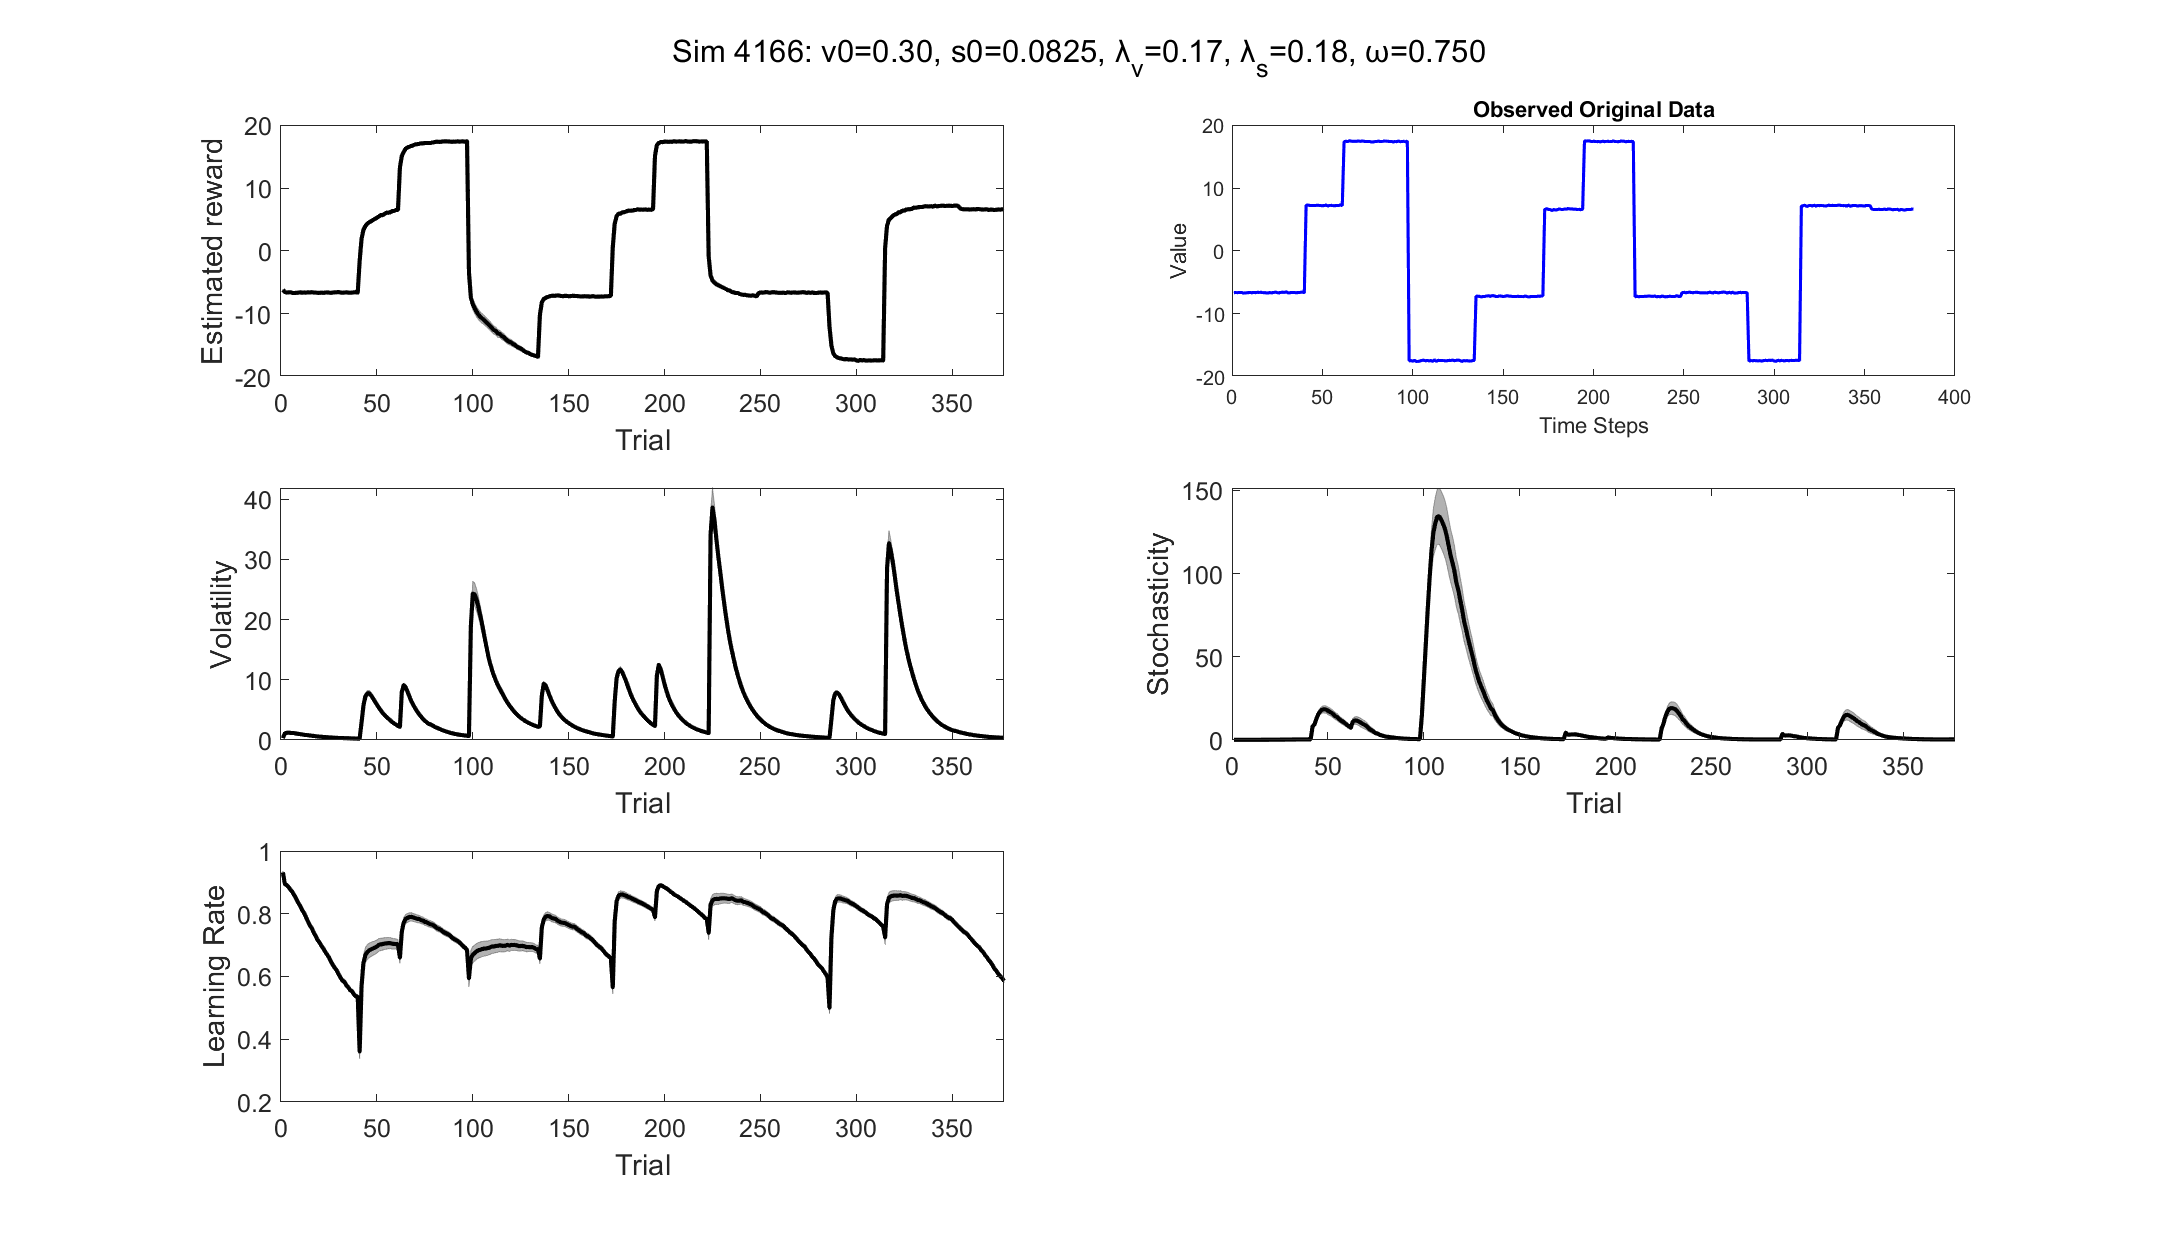 Sim 4166: v0=0.30, s0=0.0825, λv=0.17, λs=0.18, ω=0.750
20
10
0
-10
-20
Estimated reward
0 50 100 150 200 250 300 350
Trial
Observed Original Data
20
10
0
-10
-20
Value
0 50 100 150 200 250 300 350 400
Time Steps
40
30
20
10
0
Volatility
0 50 100 150 200 250 300 350
Trial
150
100
50
0
Stochasticity
0 50 100 150 200 250 300 350
Trial
1
0.8
0.6
0.4
0.2
Learning Rate
0 50 100 150 200 250 300 350
Trial